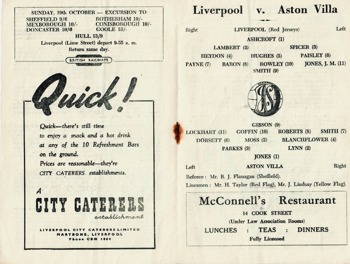 SUNDAY, 19th OCTOBER — EXCURSION TO
SHEFFIELD 9/6 ROTHERHAM 10/-
MEXBOROUGH 10/- CONISBOROUGH 10/-
DONCASTER 10/9 GOOLE 13/-
HULL 13/9
Liverpool (Lime Street) depart 9-55 a.m.
Return same day.
BRITISH RAILWAYS
Quick!
Quick—there's still time
to enjoy a snack and a hot drink
at any of the 10 Refreshment Bars
on the ground.
Prices are reasonable—they're
CITY CATERERS establishments.
A
CITY CATERERS
establishment
LIVERPOOL CITY CATERERS LIMITED
HARTBONE, LIVERPOOL
Phone CEN
Liverpool v. Aston Villa
Right LIVERPOOL (Red Jerseys) Left
ASHCROFT (1)
LAMBERT (2) SPICER (3)
HEYDON (4) HUGHES (5) PAISLEY (6)
PAYNE (7) BARON (8) ROWLEY (10) JONES, J. M. (11)
SMITH (9)
GIBSON (9)
LOCKHART (11) COFFIN (10) ROBERTS (8) SMITH (7)
DORSETT (6) MOSS (5) BLANCHFLOWER (4)
PARKES (3) LYNN (2)
JONES (1)
Left ASTON VILLA Right
Referee : Mr. B. J. Flanagan (Sheffield).
Linesmen : Mr. H. Taylor (Red Flag), Mr. J. Lindsay (Yellow Flag).
McConnell's Restaurant
14 COOK STREET
(Under Law Association Rooms)
LUNCHES : TEAS : DINNERS
Fully Licensed